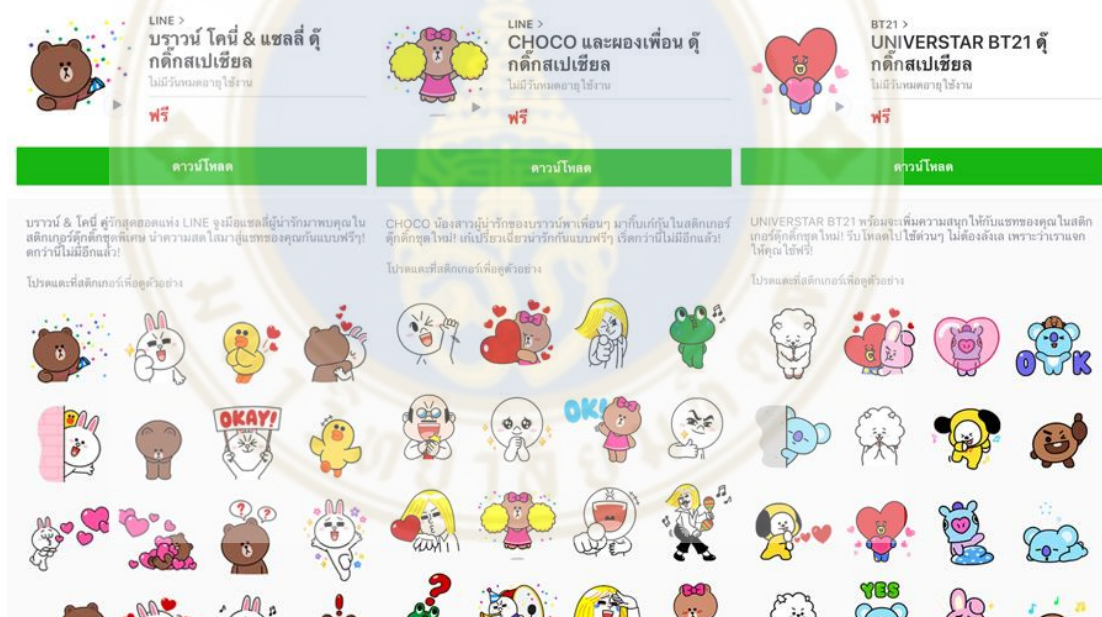 LINE >
บราวน์ โคนี่ & แซลลี่ ดุ๊
กดิ๊กสเปเชียล
ไม่มีวันหมดอายุใช้งาน
ฟรี
ดาวน์โหลด
บราวน์ & โคนี่ คู่รักสุดฮอตแห่ง LINE จูงมือแซลลี่ผู้น่ารักมาพบคุณใน
สติกเกอร์ดุ๊กดิ๊กชุดพิเศษ นำความสดใสมาสู่แชทของคุณกันแบบฟรีๆ!
ดกว่านี้ไม่มีอีกแล้ว!
โปรดแตะที่สติกเกอร์เพื่อดูตัวอย่าง
OKAY!
? ?
LINE >
CHOCO และผองเพื่อน ดุ๊
กดิ๊กสเปเชียล
ไม่มีวันหมดอายุใช้งาน
ฟรี
ดาวน์โหลด
CHOCO น้องสาวผู้น่ารักของบราวน์พาเพื่อนๆ มากิ๊บเก๋กันในสติกเกอร์
ดุ๊กดิ๊กชุดใหม่! เก๋เปรี้ยวเฉี่ยวน่ารักกันแบบฟรีๆ เริ่ดกว่านี้ไม่มีอีกแล้ว!
โปรดแตะที่สติกเกอร์เพื่อดูตัวอย่าง
OK!
?
BT21 >
UNIVERSTAR BT21 ดุ๊
กดิ๊กสเปเชียล
ไม่มีวันหมดอายุใช้งาน
ฟรี
ดาวน์โหลด
UNIVERSTAR BT21 พร้อมจะเพิ่มความสนุกให้กับแชทของคุณในสติก
เกอร์ดุ๊กดิ๊กชุดใหม่! รีบโหลดไปใช้ด่วนๆ ไม่ต้องลังเล เพราะว่าเราแจก
ให้คุณใช้ฟรี!
โปรดแตะที่สติกเกอร์เพื่อดูตัวอย่าง
OK
YES